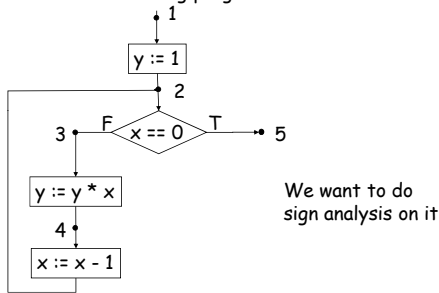 1
y := 1
2
F
x == 0
T
3
5
y := y * x
We want to do
sign analysis on it
4
x := x - 1